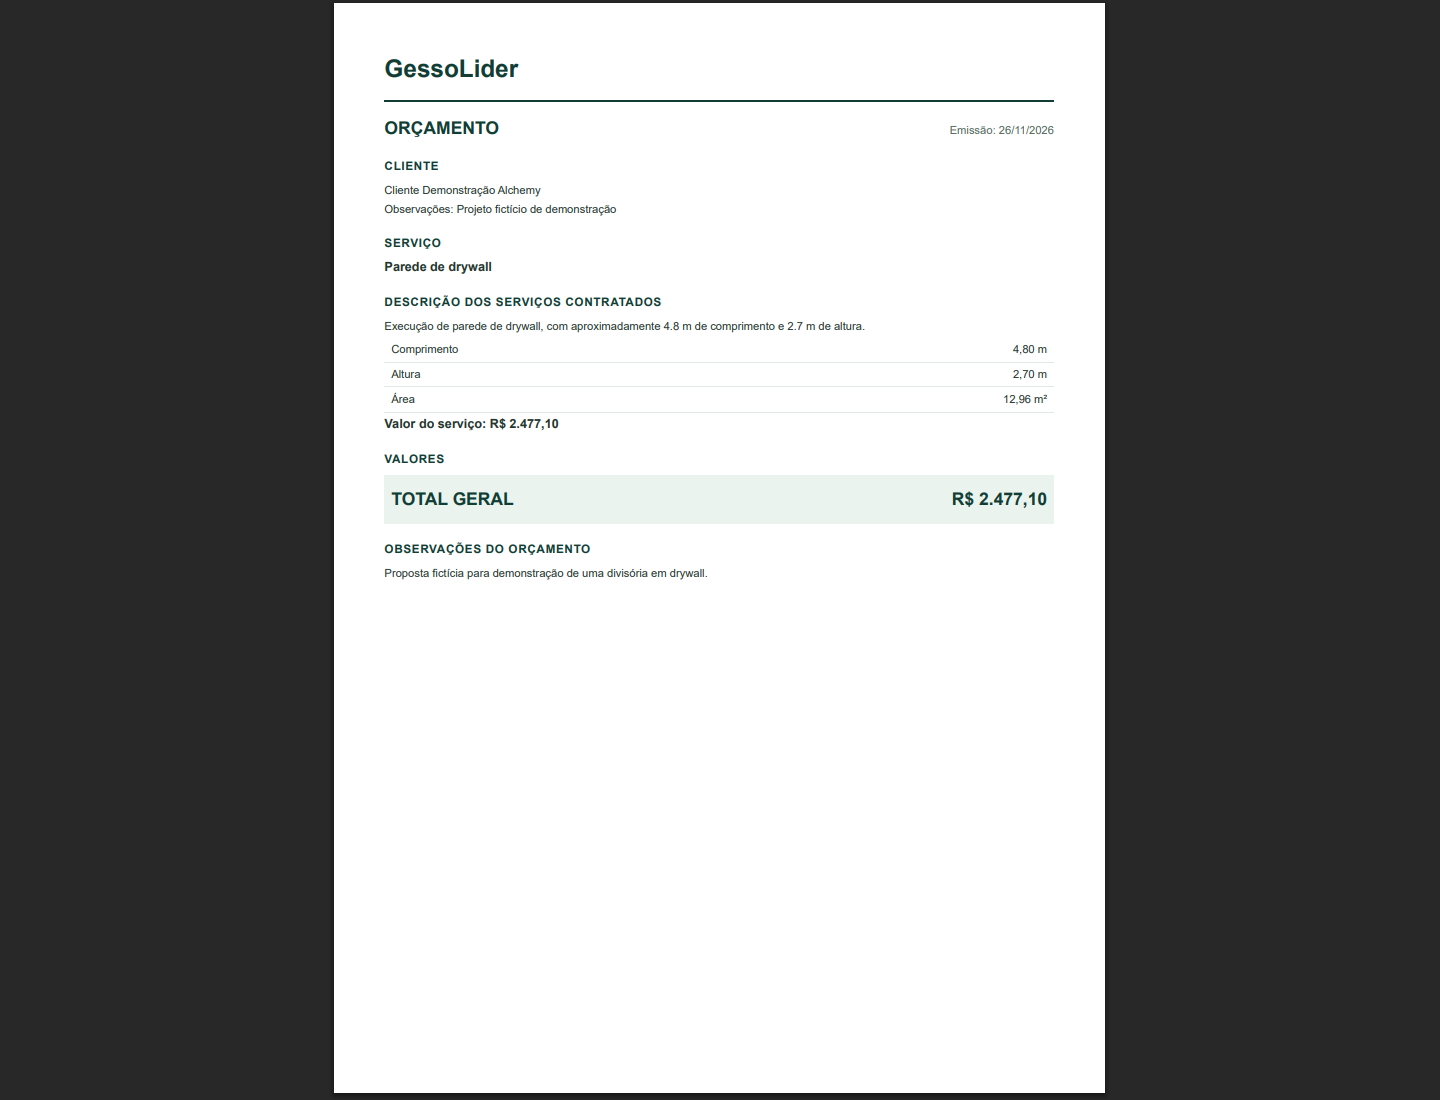 GessoLider
ORÇAMENTO Emissão: 26/11/2026
CLIENTE
Cliente Demonstração Alchemy
Observações: Projeto fictício de demonstração
SERVIÇO
Parede de drywall
DESCRIÇÃO DOS SERVIÇOS CONTRATADOS
Execução de parede de drywall, com aproximadamente 4.8 m de comprimento e 2.7 m de altura.
Comprimento 4,80 m
Altura 2,70 m
Área 12,96 m²
Valor do serviço: R$ 2.477,10
VALORES
TOTAL GERAL R$ 2.477,10
OBSERVAÇÕES DO ORÇAMENTO
Proposta fictícia para demonstração de uma divisória em drywall.